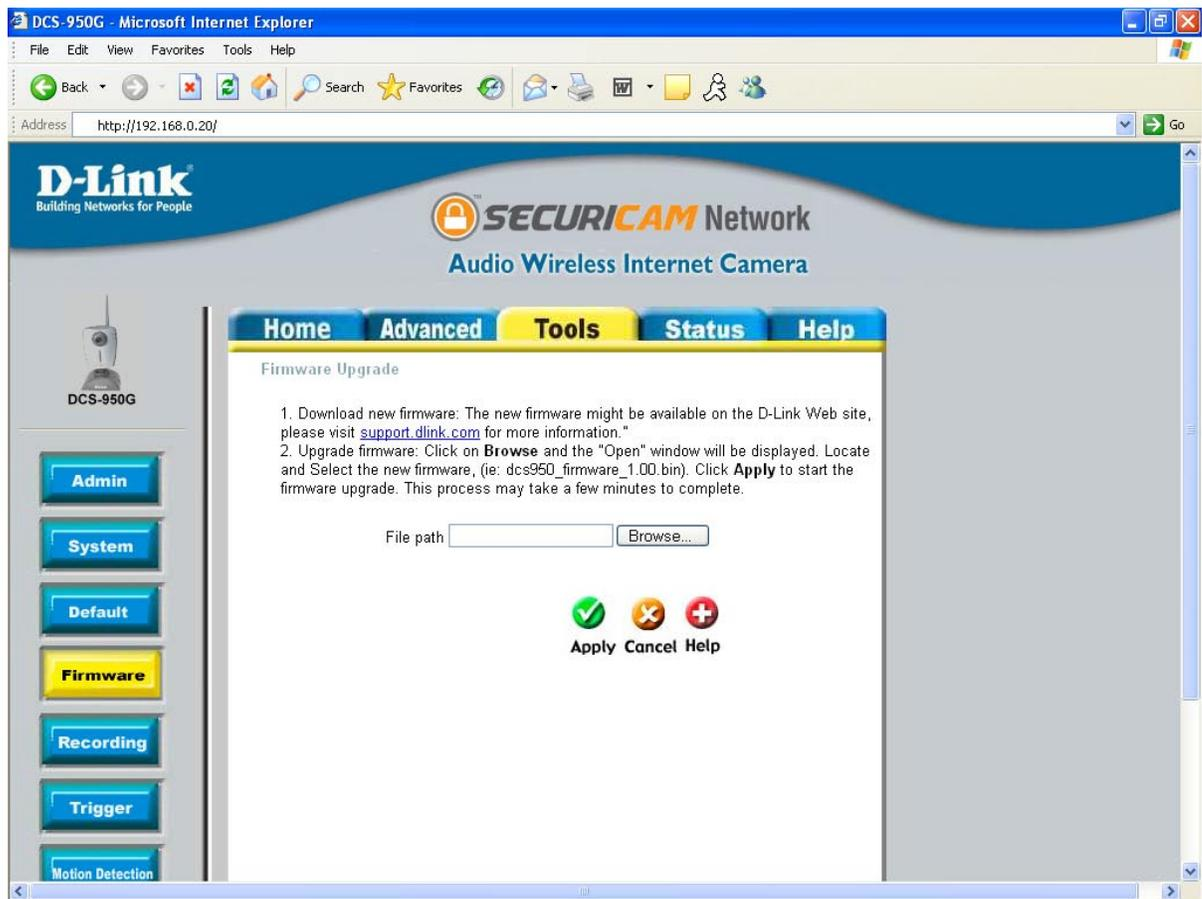 DCS-950G - Microsoft Internet Explorer
File Edit View Favorites Tools Help
Back Search Favorites
Address http://192.168.0.20/ Go
D-Link
Building Networks for People
SECURICAM Network
Audio Wireless Internet Camera
DCS-950G
Home Advanced Tools Status Help
Firmware Upgrade
1. Download new firmware: The new firmware might be available on the D-Link Web site,
please visit support.dlink.com for more information."
2. Upgrade firmware: Click on Browse and the "Open" window will be displayed. Locate
and Select the new firmware, (ie: dcs950_firmware_1.00.bin). Click Apply to start the
firmware upgrade. This process may take a few minutes to complete.
File path Browse...
Apply Cancel Help
Admin
System
Default
Firmware
Recording
Trigger
Motion Detection